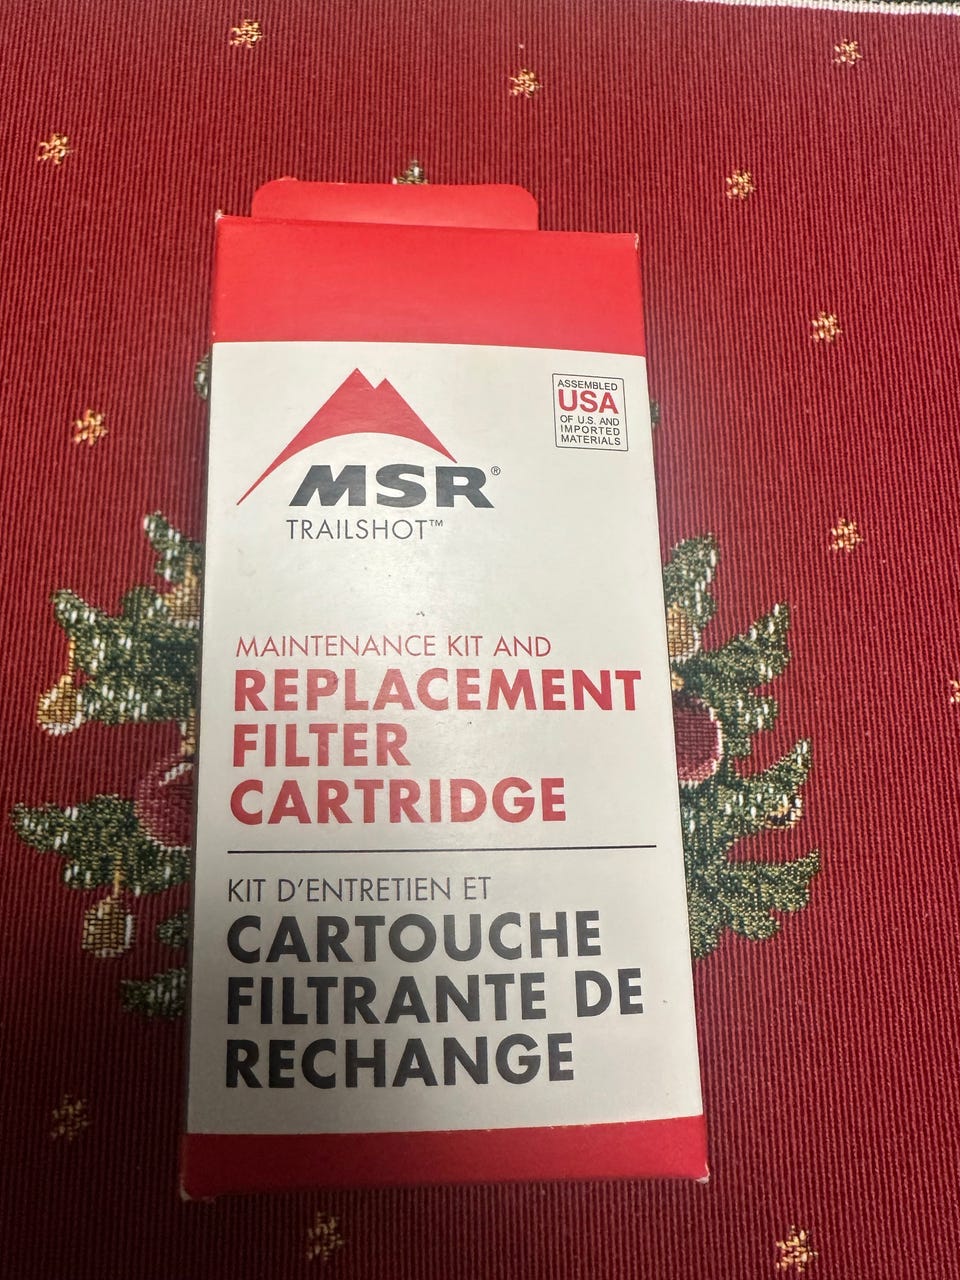 ASSEMBLED
USA
OF U.S. AND
IMPORTED
MATERIALS
MSR®
TRAILSHOT™
MAINTENANCE KIT AND
REPLACEMENT
FILTER
CARTRIDGE
KIT D'ENTRETIEN ET
CARTOUCHE
FILTRANTE DE
RECHANGE